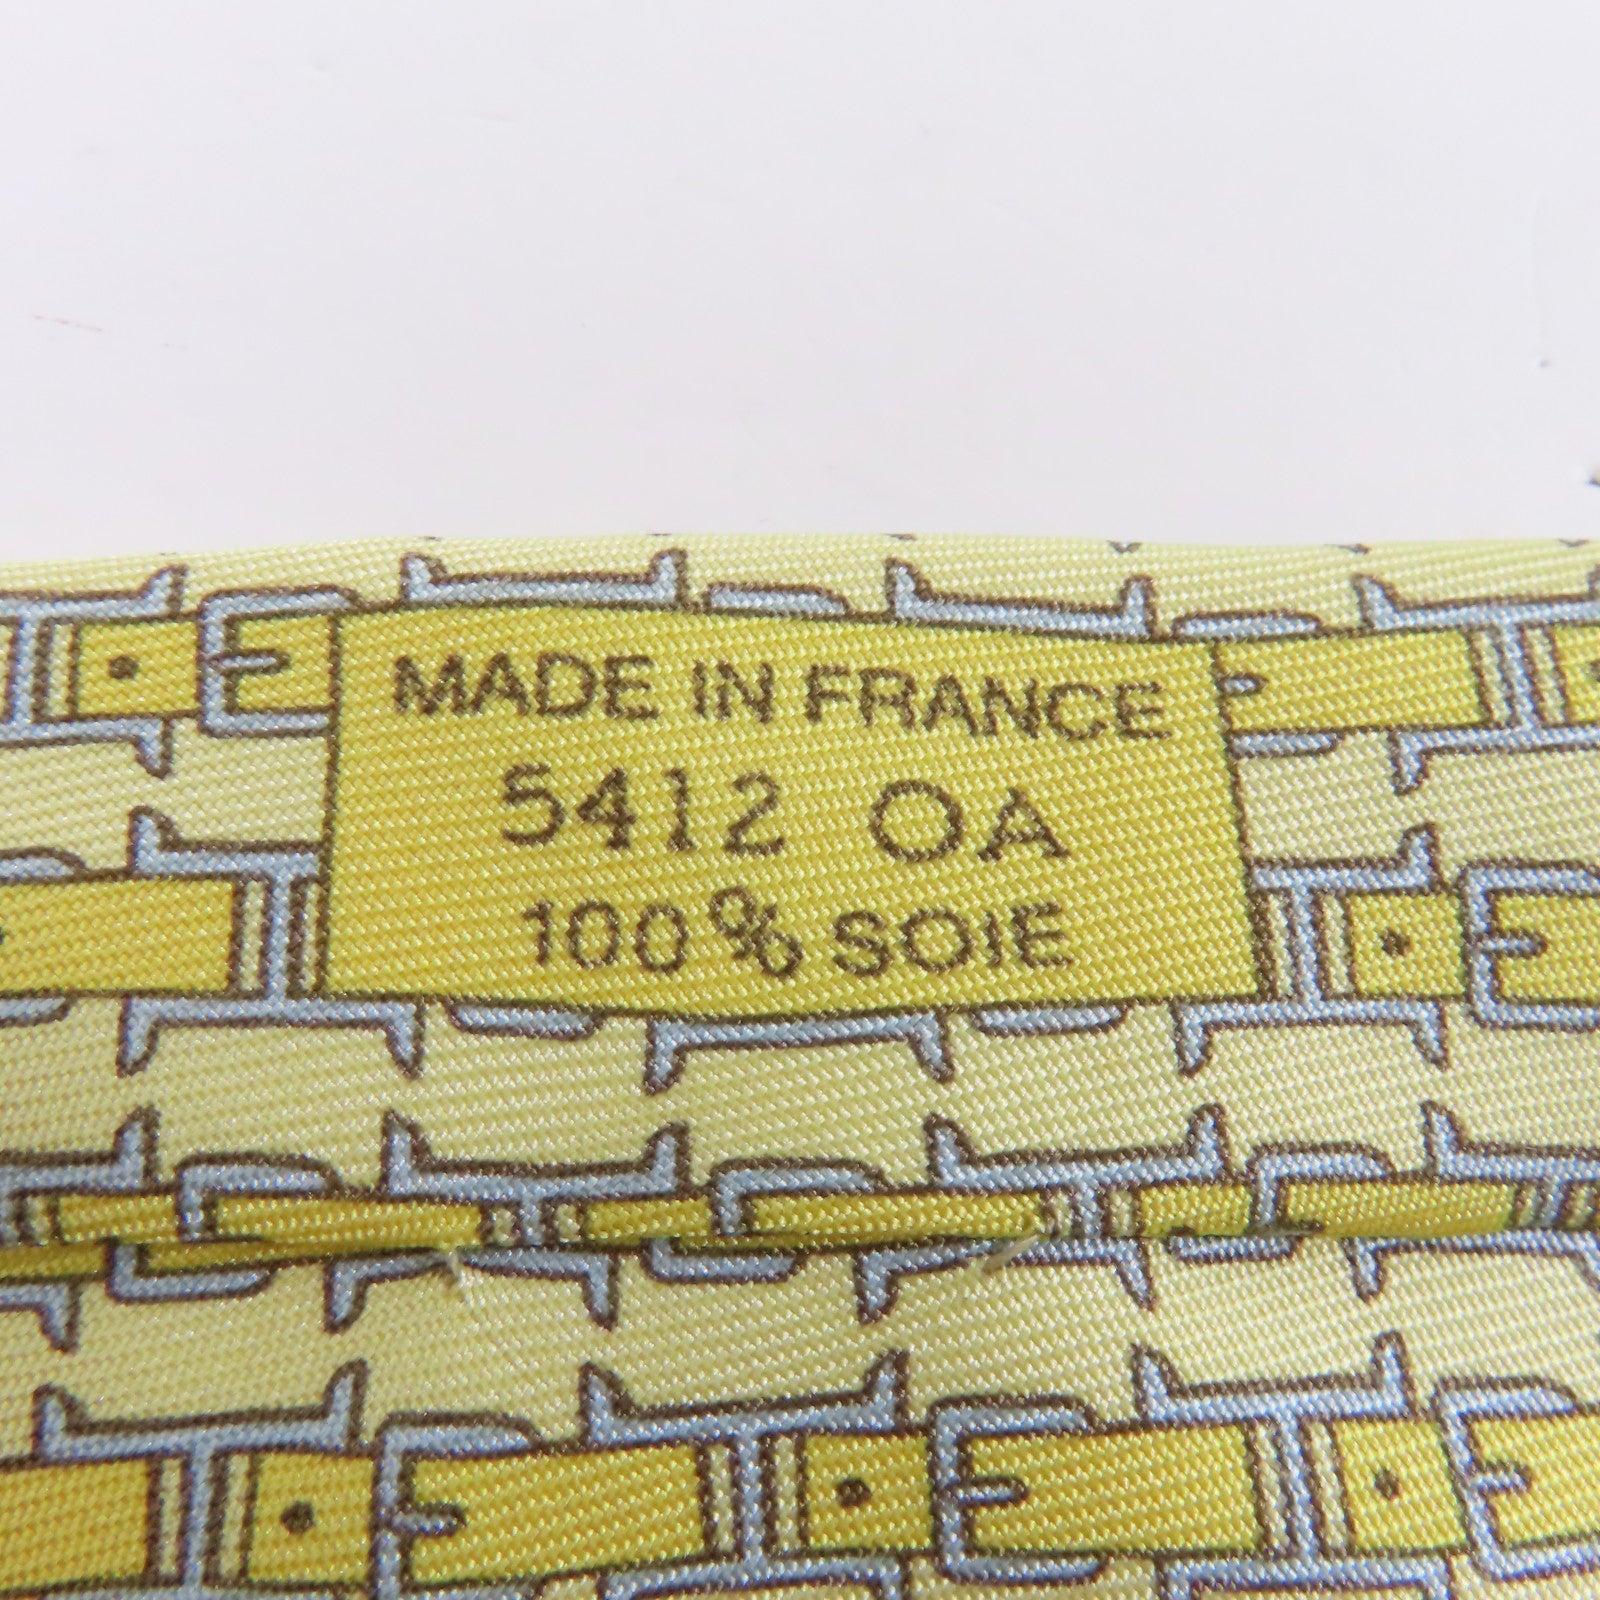 MADE IN FRANCE
5412 OA
100% SOIE